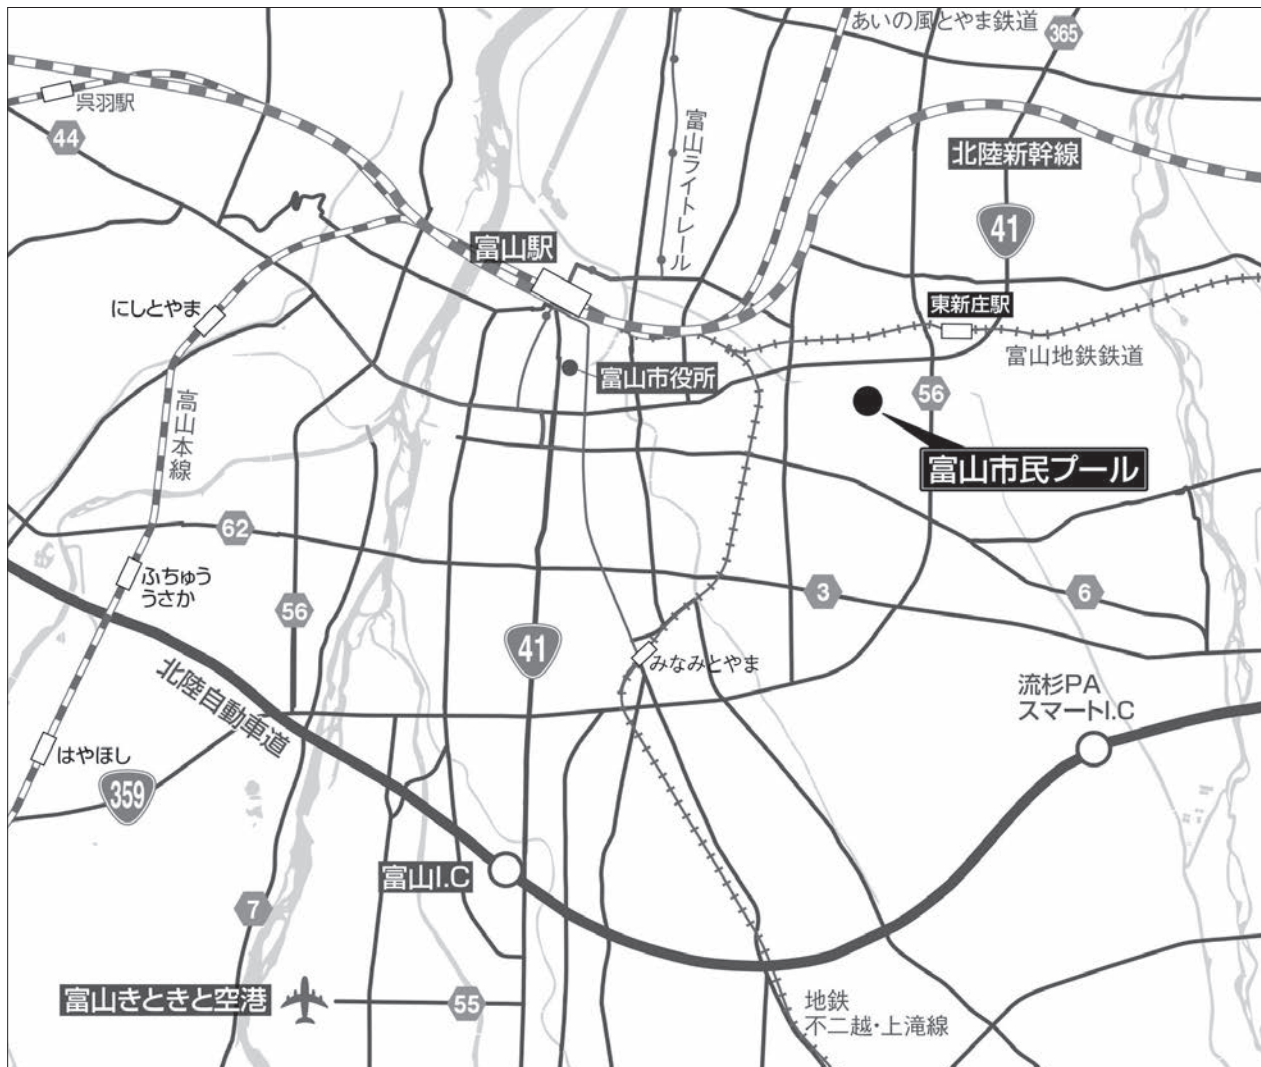 あいの風とやま鉄道
365
呉羽駅
44
富山ライトレール
北陸新幹線
41
富山駅
にしとやま
東新庄駅
富山地鉄鉄道
富山市役所
56
高山本線
富山市民プール
62
ふちゅう
うさか
56
3
6
41
みなみとやま
北陸自動車道
流杉PA
スマートI.C
はやほし
359
富山I.C
7
富山きときと空港
55
地鉄
不二越・上滝線